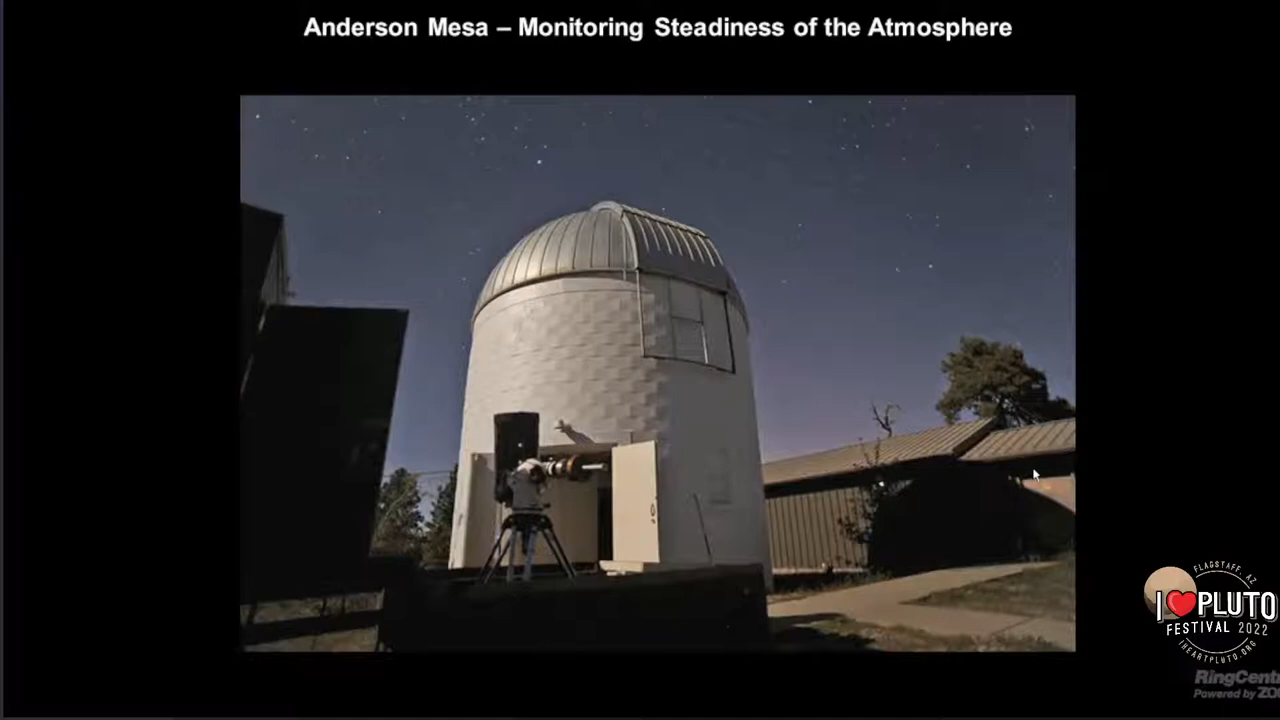 Anderson Mesa – Monitoring Steadiness of the Atmosphere
FLAGSTAFF, AZ
I PLUTO
FESTIVAL 2022
IHEARTPLUTO.ORG
RingCent
Powered by ZO